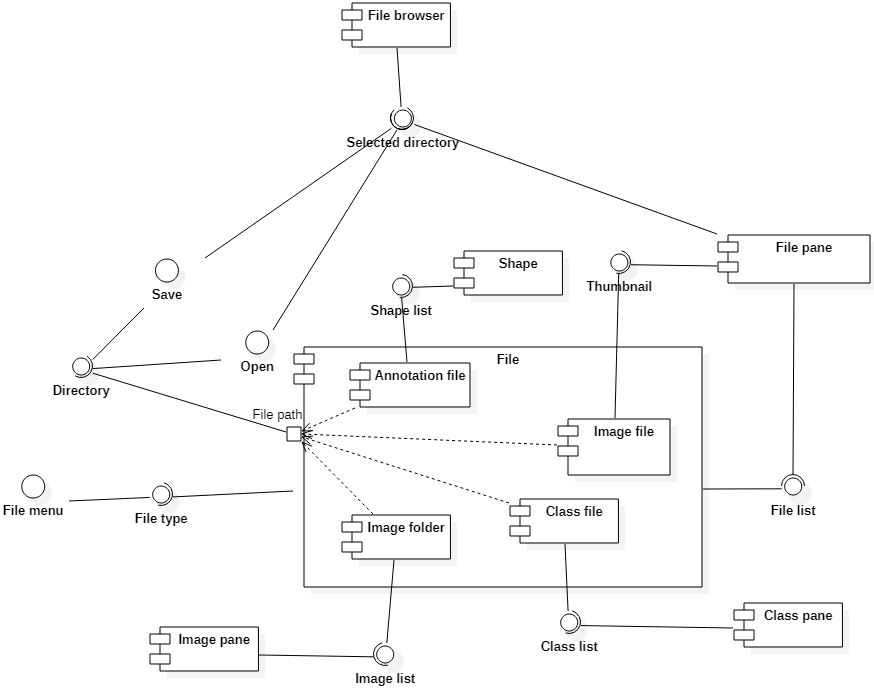 File browser
Selected directory
File pane
Shape
Save
Thumbnail
Shape list
File
Open
Annotation file
Directory
File path
Image file
File menu
File type
File list
Class file
Image folder
Class pane
Image pane
Class list
Image list